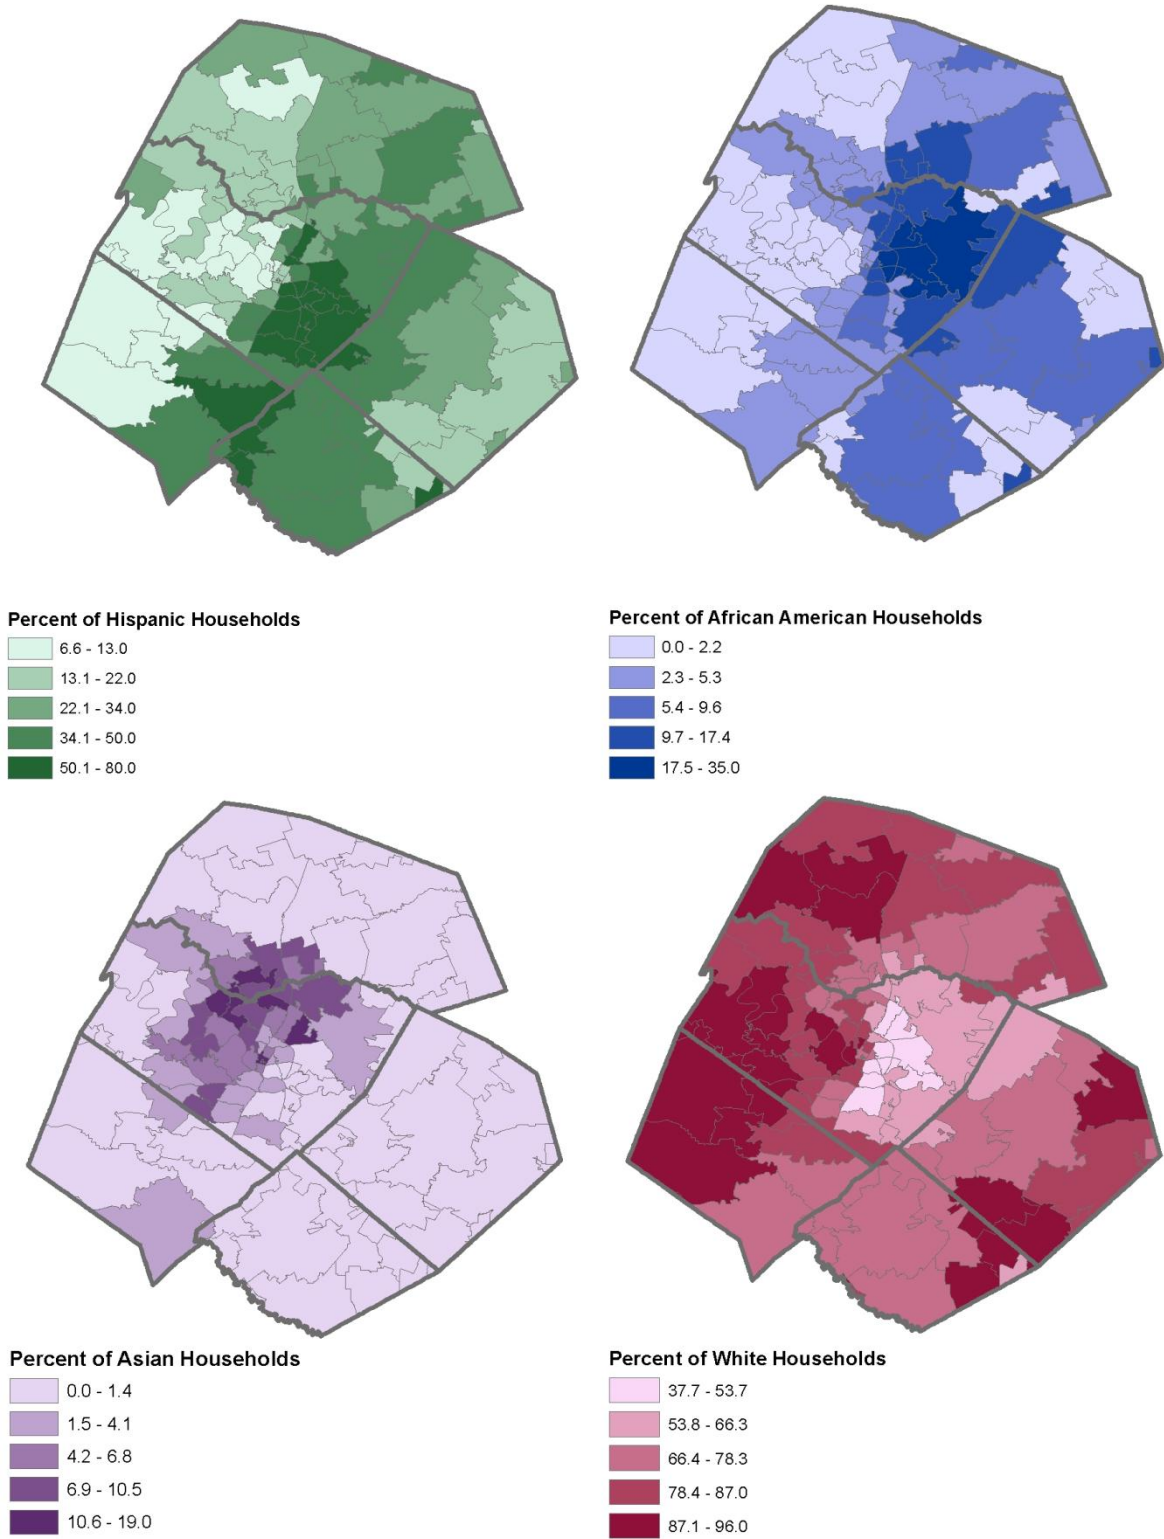 Percent of Hispanic Households
6.6 - 13.0
13.1 - 22.0
22.1 - 34.0
34.1 - 50.0
50.1 - 80.0
Percent of African American Households
0.0 - 2.2
2.3 - 5.3
5.4 - 9.6
9.7 - 17.4
17.5 - 35.0
Percent of Asian Households
0.0 - 1.4
1.5 - 4.1
4.2 - 6.8
6.9 - 10.5
10.6 - 19.0
Percent of White Households
37.7 - 53.7
53.8 - 66.3
66.4 - 78.3
78.4 - 87.0
87.1 - 96.0